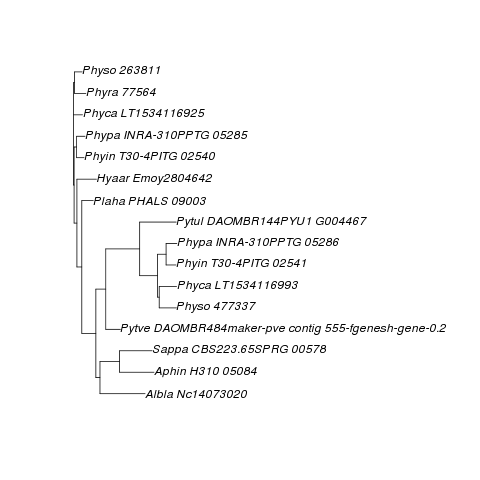 Physo 263811
Phyra 77564
Phyca LT1534116925
Phypa INRA-310PPTG 05285
Phyin T30-4PITG 02540
Hyaar Emoy2804642
Plaha PHALS 09003
Pytul DAOMBR144PYU1 G004467
Phypa INRA-310PPTG 05286
Phyin T30-4PITG 02541
Phyca LT1534116993
Physo 477337
Pytve DAOMBR484maker-pve contig 555-fgenesh-gene-0.2
Sappa CBS223.65SPRG 00578
Aphin H310 05084
Albla Nc14073020